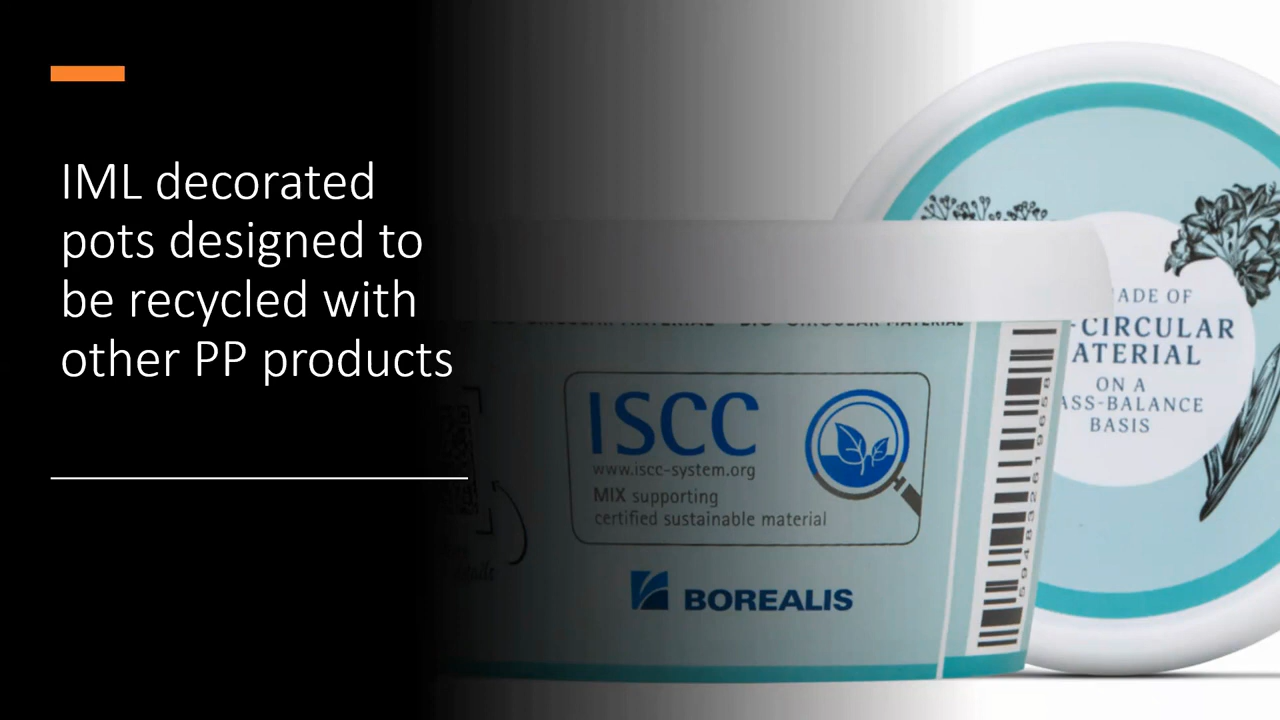 IML decorated
pots designed to
be recycled with
other PP products
ISCC
www.iscc-system.org
MIX supporting
certified sustainable material
BOREALIS
-CIRCULAR
ON A
BASIS